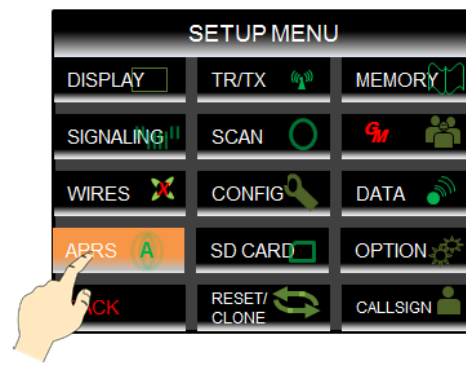 SETUP MENU
DISPLAY TR/TX MEMORY
SIGNALING SCAN GM
WIRES X CONFIG DATA
APRS A SD CARD OPTION
ACK RESET/ CALLSIGN
CLONE